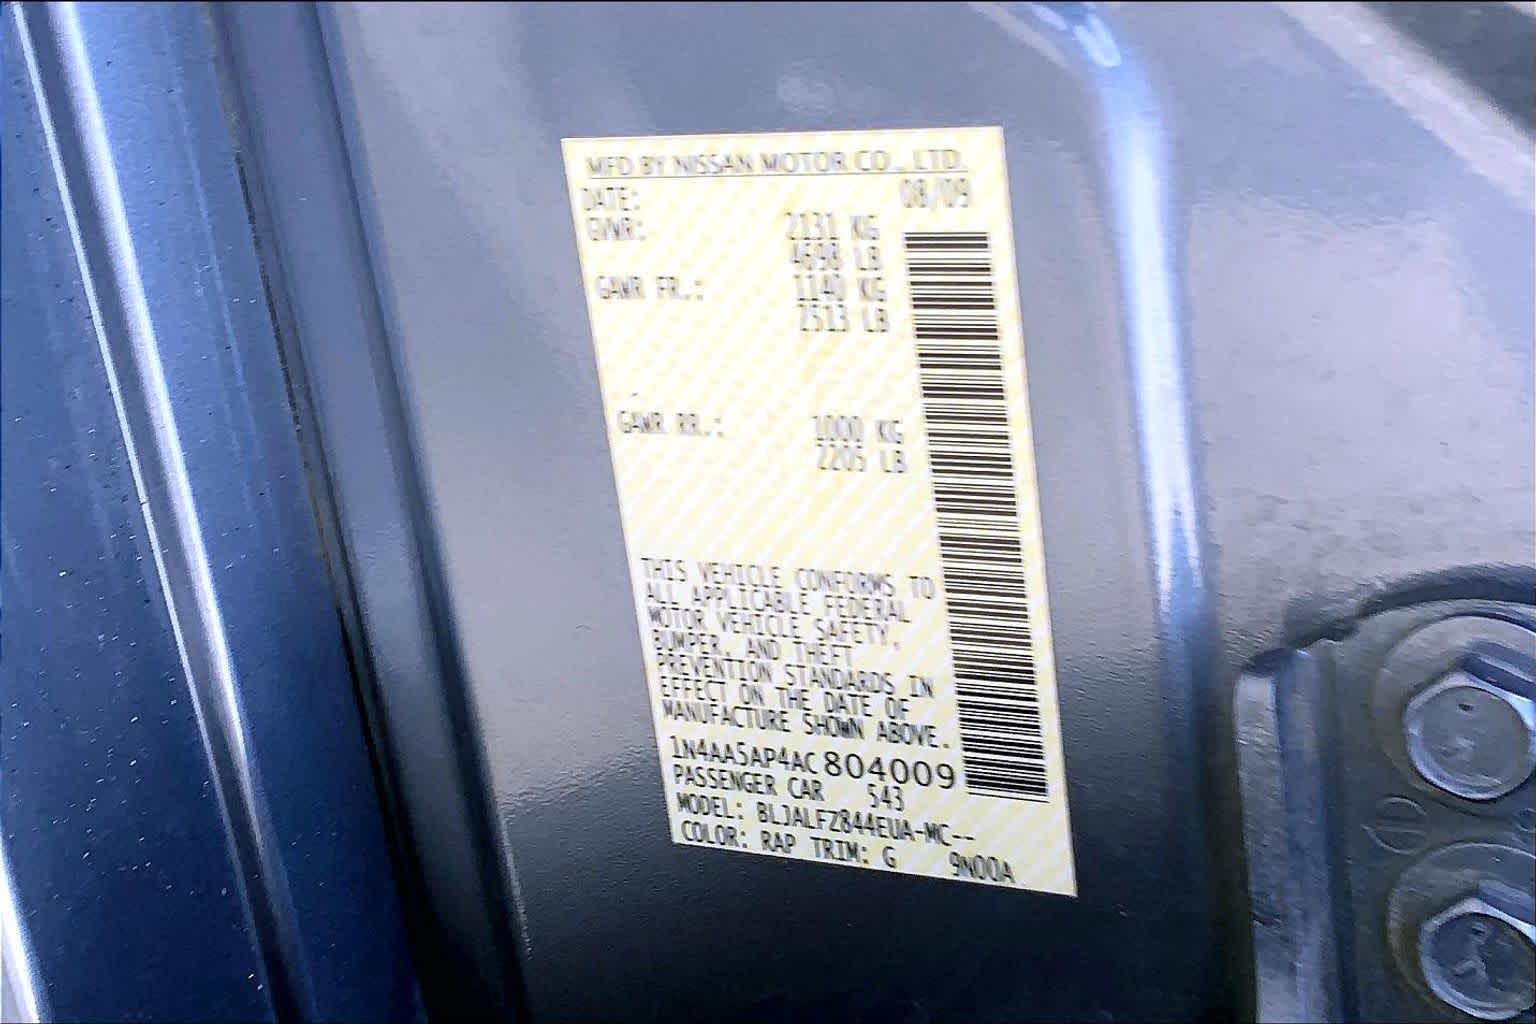 MFD BY NISSAN MOTOR CO., LTD.
DATE: 08/09
GVWR: 2131 KG
4698 LB
GAWR FR.: 1140 KG
2513 LB
GAWR RR.: 1000 KG
2205 LB
THIS VEHICLE CONFORMS TO
ALL APPLICABLE FEDERAL
MOTOR VEHICLE SAFETY,
BUMPER, AND THEFT
PREVENTION STANDARDS IN
EFFECT ON THE DATE OF
MANUFACTURE SHOWN ABOVE.
1N4AA5AP4AC804009
PASSENGER CAR 543
MODEL: BLJALFZ844EUA-MC--
COLOR: RAP TRIM: G 9N00A